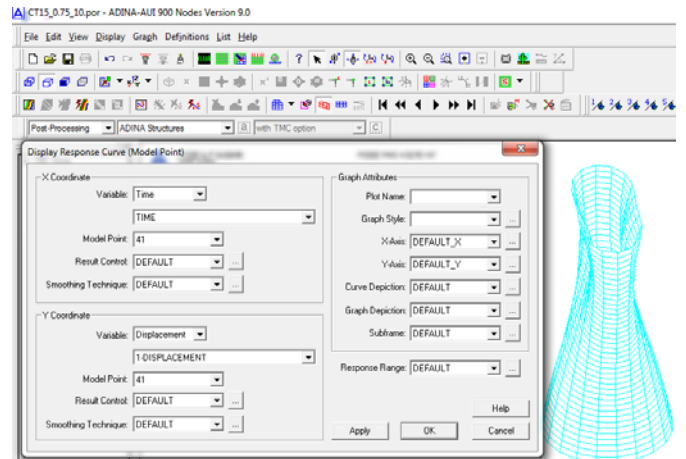 CT15_0.75_10.por - ADINA-AUI 900 Nodes Version 9.0
File Edit View Display Graph Definitions List Help
Post-Processing ADINA Structures with TMC option
Display Response Curve (Model Point)
X Coordinate
Variable: Time
TIME
Model Point: 41
Result Control: DEFAULT ...
Smoothing Technique: DEFAULT ...
Y Coordinate
Variable: Displacement
1-DISPLACEMENT
Model Point: 41
Result Control: DEFAULT ...
Smoothing Technique: DEFAULT ...
Graph Attributes
Plot Name:
Graph Style: ...
X-Axis: DEFAULT_X ...
Y-Axis: DEFAULT_Y ...
Curve Depiction: DEFAULT ...
Graph Depiction: DEFAULT ...
Subframe: DEFAULT ...
Response Range: DEFAULT ...
Help
Apply OK Cancel